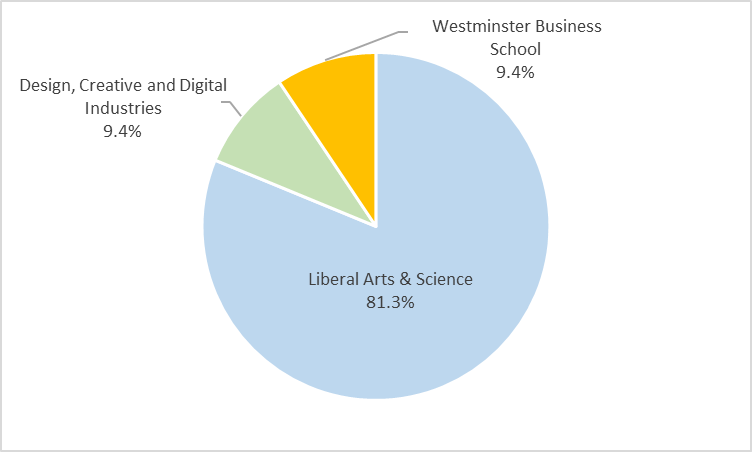 Westminster Business
School
9.4%
Design, Creative and Digital
Industries
9.4%
Liberal Arts & Science
81.3%